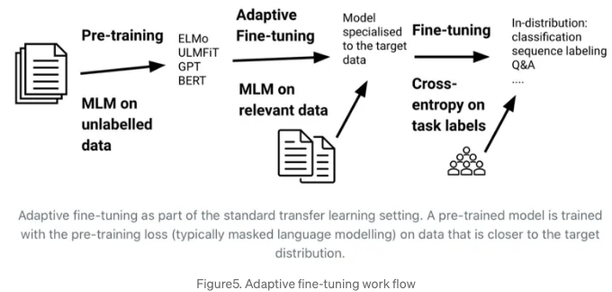 Pre-training
MLM on
unlabelled
data
ELMo
ULMFiT
GPT
BERT
Adaptive
Fine-tuning
MLM on
relevant data
Model
specialised
to the target
data
Fine-tuning
Cross-
entropy on
task labels
In-distribution:
classification
sequence labeling
Q&A
....
Adaptive fine-tuning as part of the standard transfer learning setting. A pre-trained model is trained
with the pre-training loss (typically masked language modelling) on data that is closer to the target
distribution.
Figure5. Adaptive fine-tuning work flow